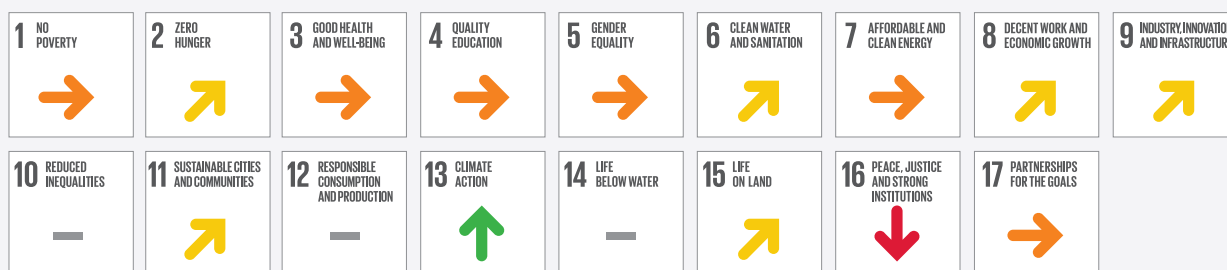 1 NO
POVERTY
2 ZERO
HUNGER
3 GOOD HEALTH
AND WELL-BEING
4 QUALITY
EDUCATION
5 GENDER
EQUALITY
6 CLEAN WATER
AND SANITATION
7 AFFORDABLE AND
CLEAN ENERGY
8 DECENT WORK AND
ECONOMIC GROWTH
9 INDUSTRY, INNOVATIO
AND INFRASTRUCTUR
10 REDUCED
INEQUALITIES
11 SUSTAINABLE CITIES
AND COMMUNITIES
12 RESPONSIBLE
CONSUMPTION
AND PRODUCTION
13 CLIMATE
ACTION
14 LIFE
BELOW WATER
15 LIFE
ON LAND
16 PEACE, JUSTICE
AND STRONG
INSTITUTIONS
17 PARTNERSHIPS
FOR THE GOALS